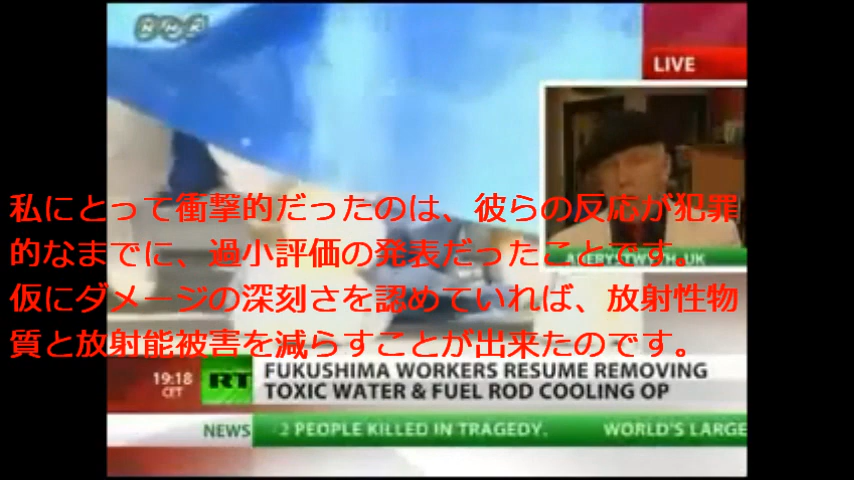 NHK
LIVE
私にとって衝撃的だったのは、彼らの反応が犯罪
的なまでに、過小評価の発表だったことです。
仮にダメージの深刻さを認めていれば、放射性物
質と放射能被害を減らすことが出来たのです。
19:18
CET
RT
FUKUSHIMA WORKERS RESUME REMOVING
TOXIC WATER & FUEL ROD COOLING OP
NEWS
2 PEOPLE KILLED IN TRAGEDY.
WORLD'S LARGE